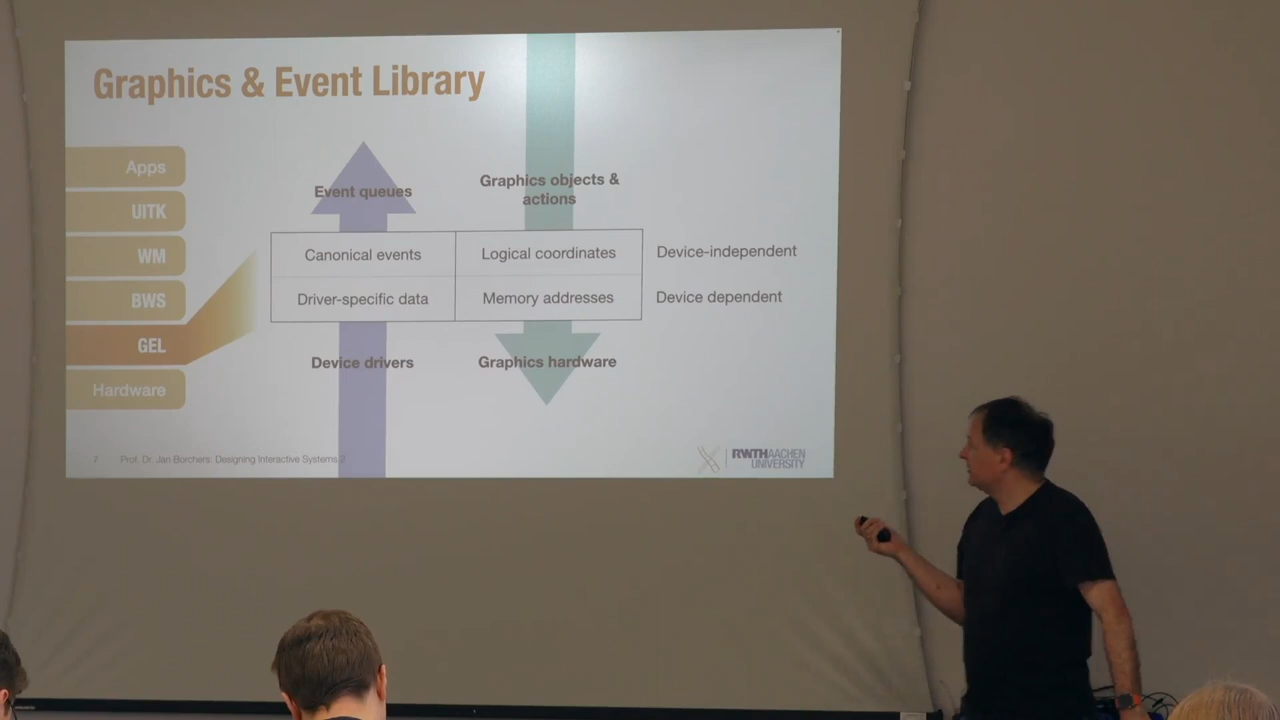 Graphics & Event Library
Apps
UITK
WM
BWS
GEL
Hardware
Event queues
Graphics objects &
actions
Canonical events
Logical coordinates
Device-independent
Driver-specific data
Memory addresses
Device dependent
Device drivers
Graphics hardware
7
Prof. Dr. Jan Borchers: Designing Interactive Systems 2
RWTHAACHEN
UNIVERSITY